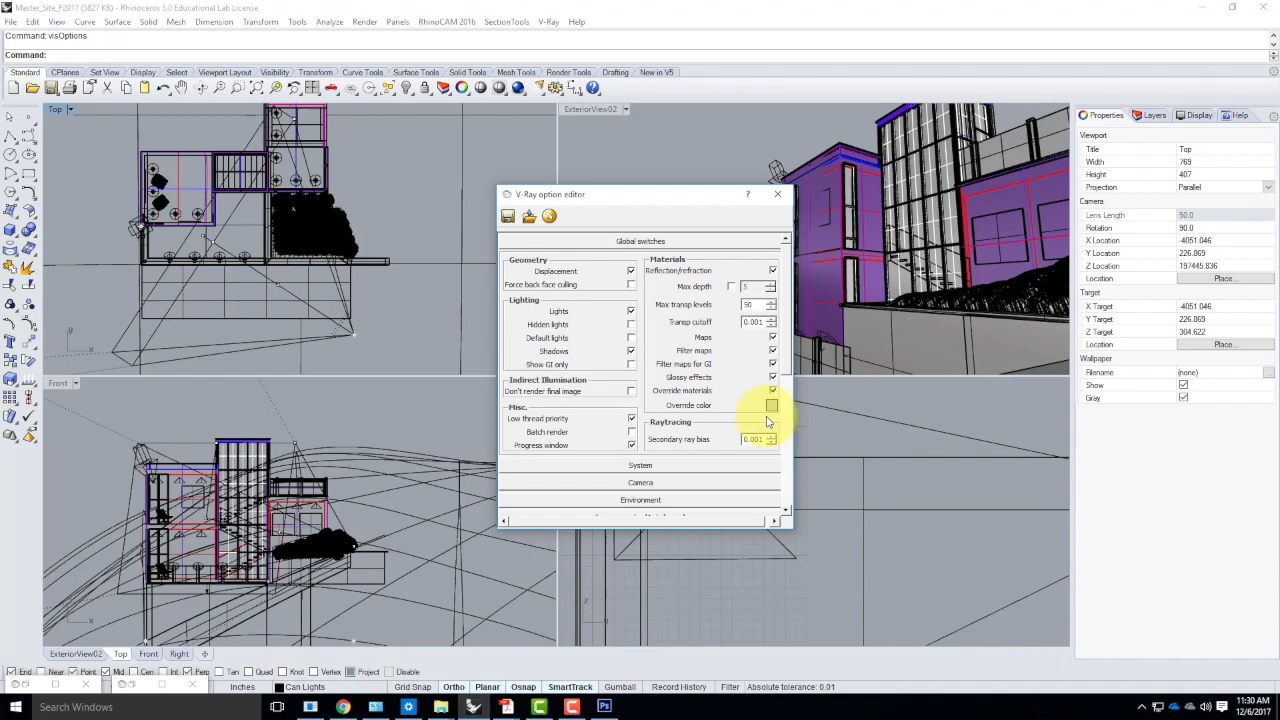 Master_Site_F2017 (5827 KB) - Rhinoceros 5.0 Educational Lab License
File Edit View Curve Surface Solid Mesh Dimension Transform Tools Analyze Render Panels RhinoCAM 2016 SectionTools V-Ray Help
Command: visOptions
Command:
Standard CPlanes Set View Display Select Viewport Layout Visibility Transform Curve Tools Surface Tools Solid Tools Mesh Tools Render Tools Drafting New in V5
Top
ExteriorView02
Properties Layers Display Help
Viewport
Title Top
Width 769
Height 407
Projection Parallel
Camera
Lens Length 50.0
Rotation 90.0
X Location -4051.046
Y Location 226.869
Z Location 197445.836
Location Place...
Target
X Target -4051.046
Y Target 226.869
Z Target 304.622
Location Place...
Wallpaper
Filename (none)
Show
Gray
V-Ray option editor ?
Global switches
Geometry
Displacement
Force back face culling
Lighting
Lights
Hidden lights
Default lights
Shadows
Show GI only
Indirect Illumination
Don't render final image
Misc.
Low thread priority
Batch render
Progress window
Materials
Reflection/refraction
Max depth 5
Max transp levels 50
Transp cutoff 0.001
Maps
Filter maps
Filter maps for GI
Glossy effects
Override materials
Override color
Raytracing
Secondary ray bias 0.001
System
Camera
Environment
Front
y
x
z
ExteriorView02 Top Front Right
End Near Point Mid Cen Int Perp Tan Quad Knot Vertex Project Disable
Inches Can Lights Grid Snap Ortho Planar Osnap SmartTrack Gumball Record History Filter Absolute tolerance: 0.01
Search Windows
11:30 AM
12/6/2017